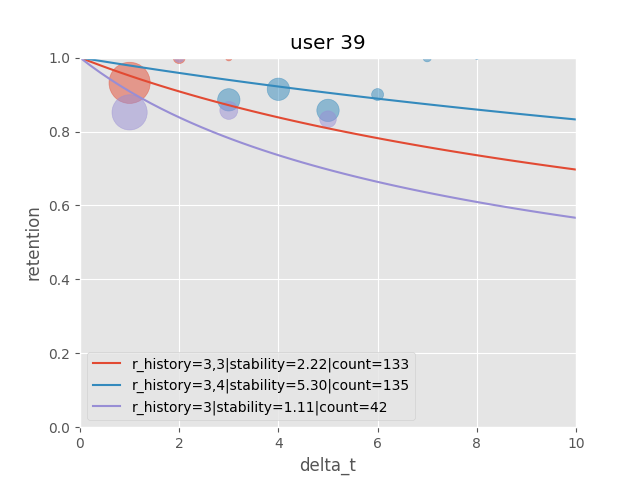 user 39
1.0
0.8
0.6
0.4
0.2
0.0
retention
r_history=3,3|stability=2.22|count=133
r_history=3,4|stability=5.30|count=135
r_history=3|stability=1.11|count=42
0 2 4 6 8 10
delta_t